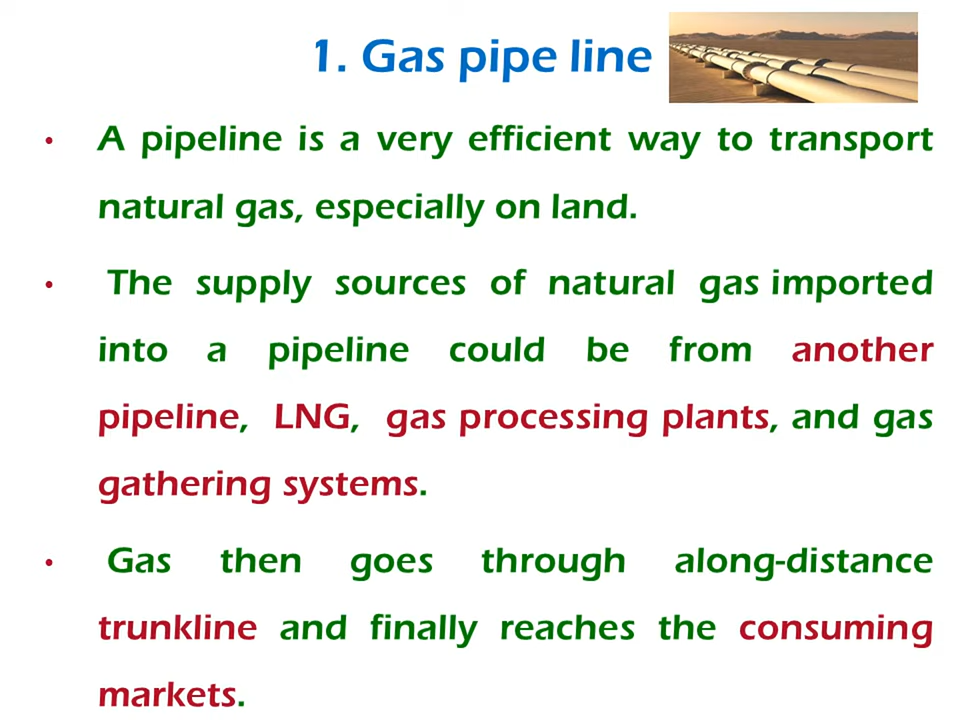 1. Gas pipe line
• A pipeline is a very efficient way to transport
natural gas, especially on land.
• The supply sources of natural gas imported
into a pipeline could be from another
pipeline, LNG, gas processing plants, and gas
gathering systems.
• Gas then goes through along-distance
trunkline and finally reaches the consuming
markets.